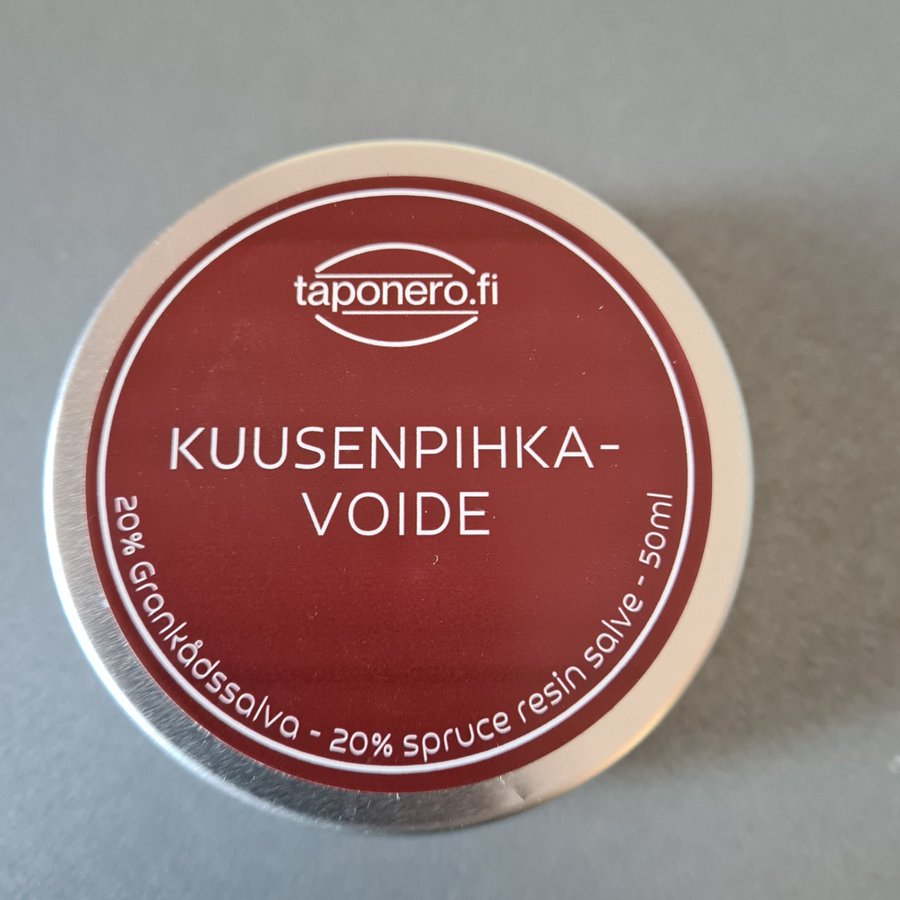 taponero.fi
KUUSENPIHKA-
VOIDE
20% Grankådssalva - 20% spruce resin salve - 50ml